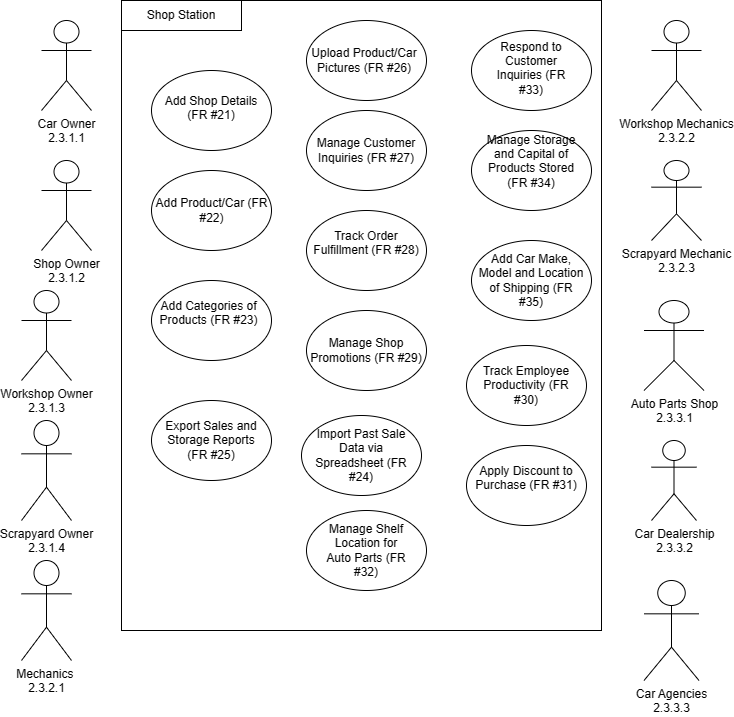 Shop Station
Car Owner
2.3.1.1
Shop Owner
2.3.1.2
Workshop Owner
2.3.1.3
Scrapyard Owner
2.3.1.4
Mechanics
2.3.2.1
Add Shop Details
(FR #21)
Add Product/Car (FR
#22)
Add Categories of
Products (FR #23)
Export Sales and
Storage Reports
(FR #25)
Upload Product/Car
Pictures (FR #26)
Manage Customer
Inquiries (FR #27)
Track Order
Fulfillment (FR #28)
Manage Shop
Promotions (FR #29)
Import Past Sale
Data via
Spreadsheet (FR
#24)
Manage Shelf
Location for
Auto Parts (FR
#32)
Respond to
Customer
Inquiries (FR
#33)
Manage Storage
and Capital of
Products Stored
(FR #34)
Add Car Make,
Model and Location
of Shipping (FR
#35)
Track Employee
Productivity (FR
#30)
Apply Discount to
Purchase (FR #31)
Workshop Mechanics
2.3.2.2
Scrapyard Mechanic
2.3.2.3
Auto Parts Shop
2.3.3.1
Car Dealership
2.3.3.2
Car Agencies
2.3.3.3